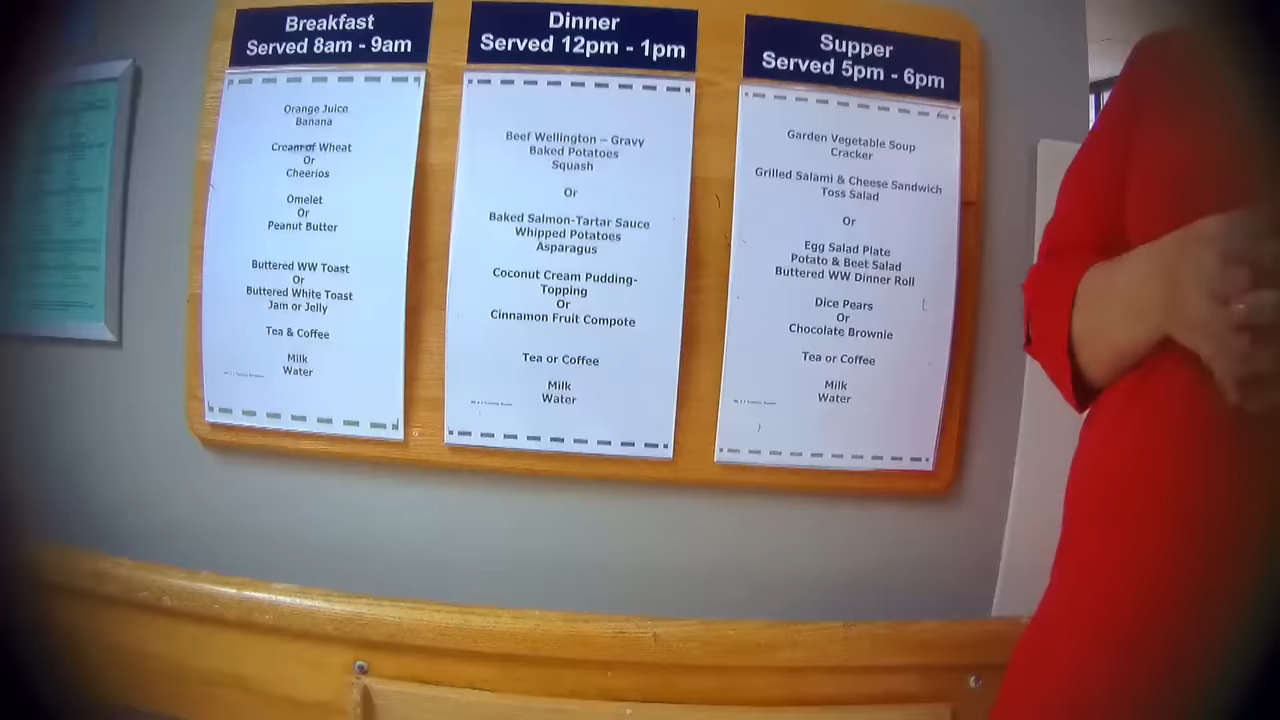 Breakfast
Served 8am - 9am
Orange Juice
Banana
Cream of Wheat
Or
Cheerios
Omelet
Or
Peanut Butter
Buttered WW Toast
Or
Buttered White Toast
Jam or Jelly
Tea & Coffee
Milk
Water
Dinner
Served 12pm - 1pm
Beef Wellington – Gravy
Baked Potatoes
Squash
Or
Baked Salmon-Tartar Sauce
Whipped Potatoes
Asparagus
Coconut Cream Pudding-
Topping
Or
Cinnamon Fruit Compote
Tea or Coffee
Milk
Water
Supper
Served 5pm - 6pm
Garden Vegetable Soup
Cracker
Grilled Salami & Cheese Sandwich
Toss Salad
Or
Egg Salad Plate
Potato & Beet Salad
Buttered WW Dinner Roll
Dice Pears
Or
Chocolate Brownie
Tea or Coffee
Milk
Water